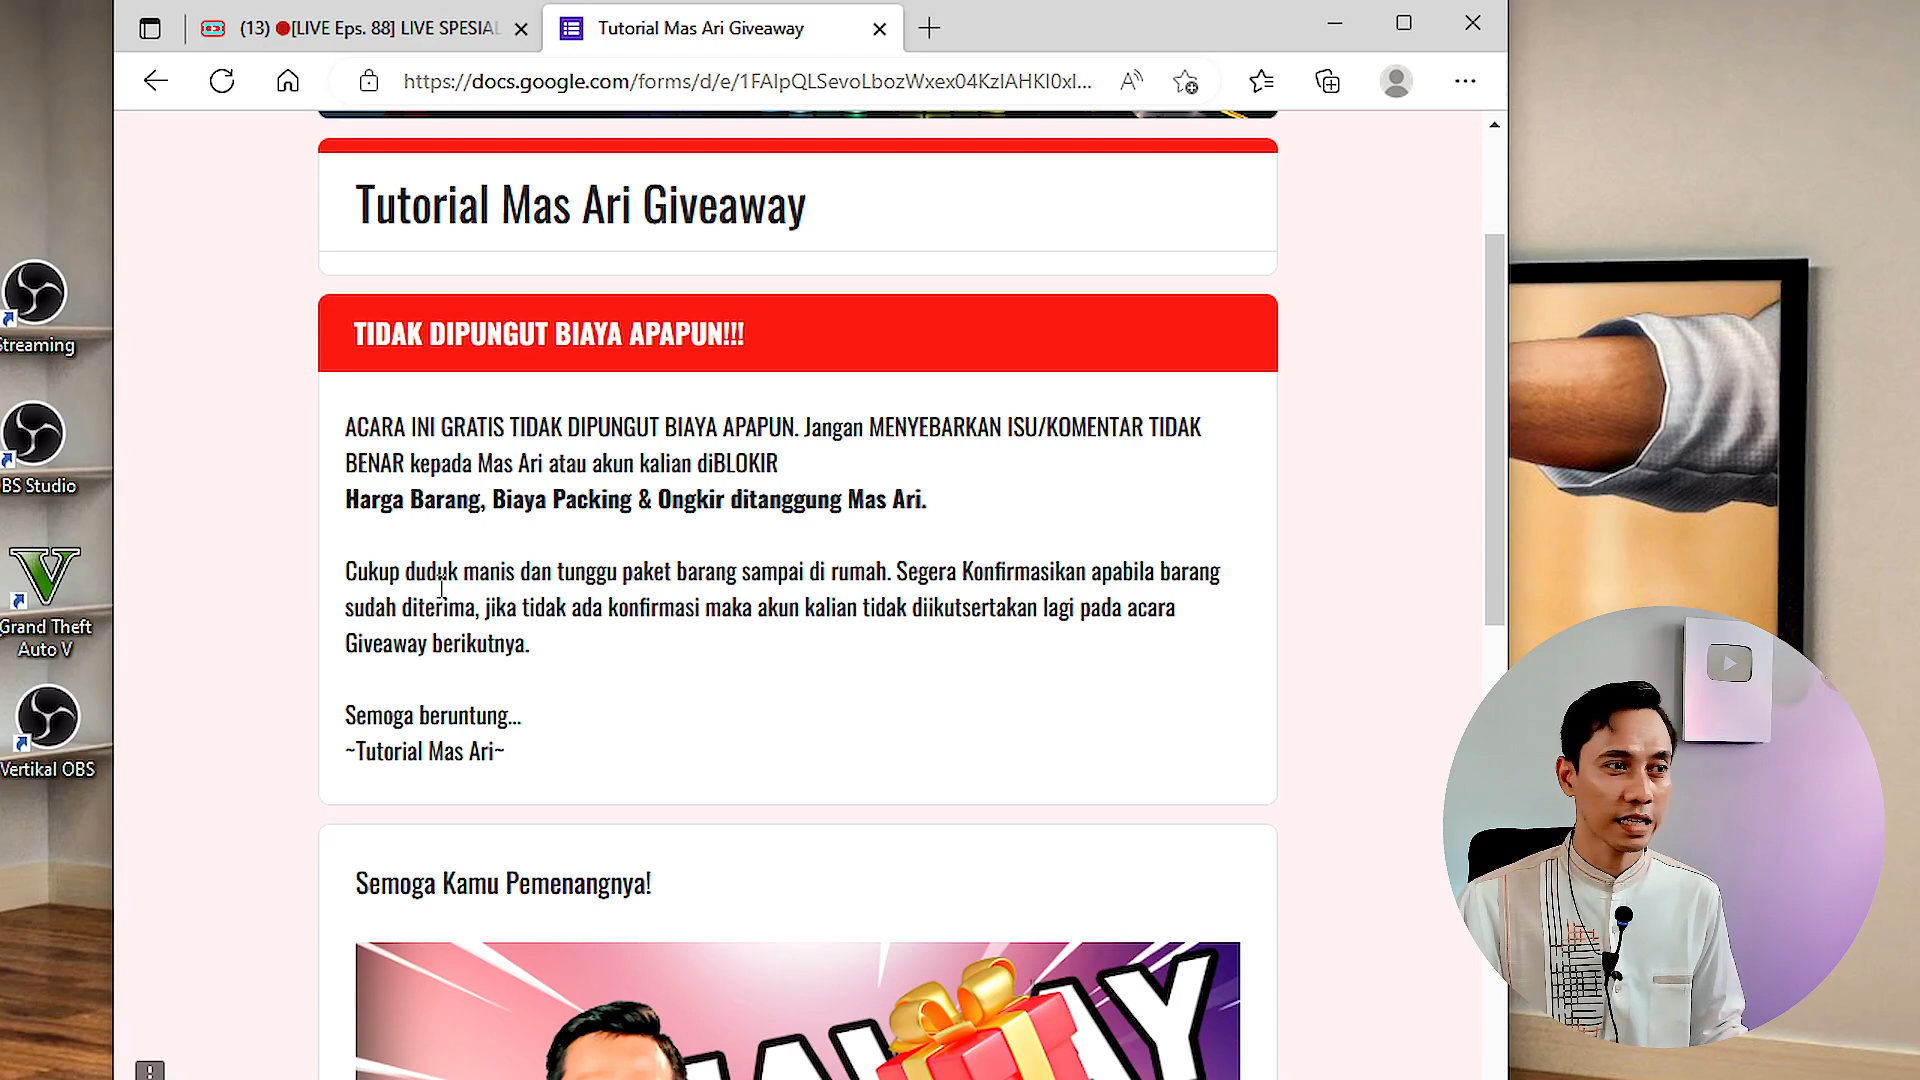 (13) 🔴[LIVE Eps. 88] LIVE SPESIAL
Tutorial Mas Ari Giveaway
https://docs.google.com/forms/d/e/1FAIpQLSevoLbozWxex04KzIAHKI0xl...
Tutorial Mas Ari Giveaway
TIDAK DIPUNGUT BIAYA APAPUN!!!
ACARA INI GRATIS TIDAK DIPUNGUT BIAYA APAPUN. Jangan MENYEBARKAN ISU/KOMENTAR TIDAK
BENAR kepada Mas Ari atau akun kalian diBLOKIR
Harga Barang, Biaya Packing & Ongkir ditanggung Mas Ari.
Cukup duduk manis dan tunggu paket barang sampai di rumah. Segera Konfirmasikan apabila barang
sudah diterima, jika tidak ada konfirmasi maka akun kalian tidak diikutsertakan lagi pada acara
Giveaway berikutnya.
Semoga beruntung...
~Tutorial Mas Ari~
Semoga Kamu Pemenangnya!
Streaming
BS Studio
Grand Theft
Auto V
Vertikal OBS